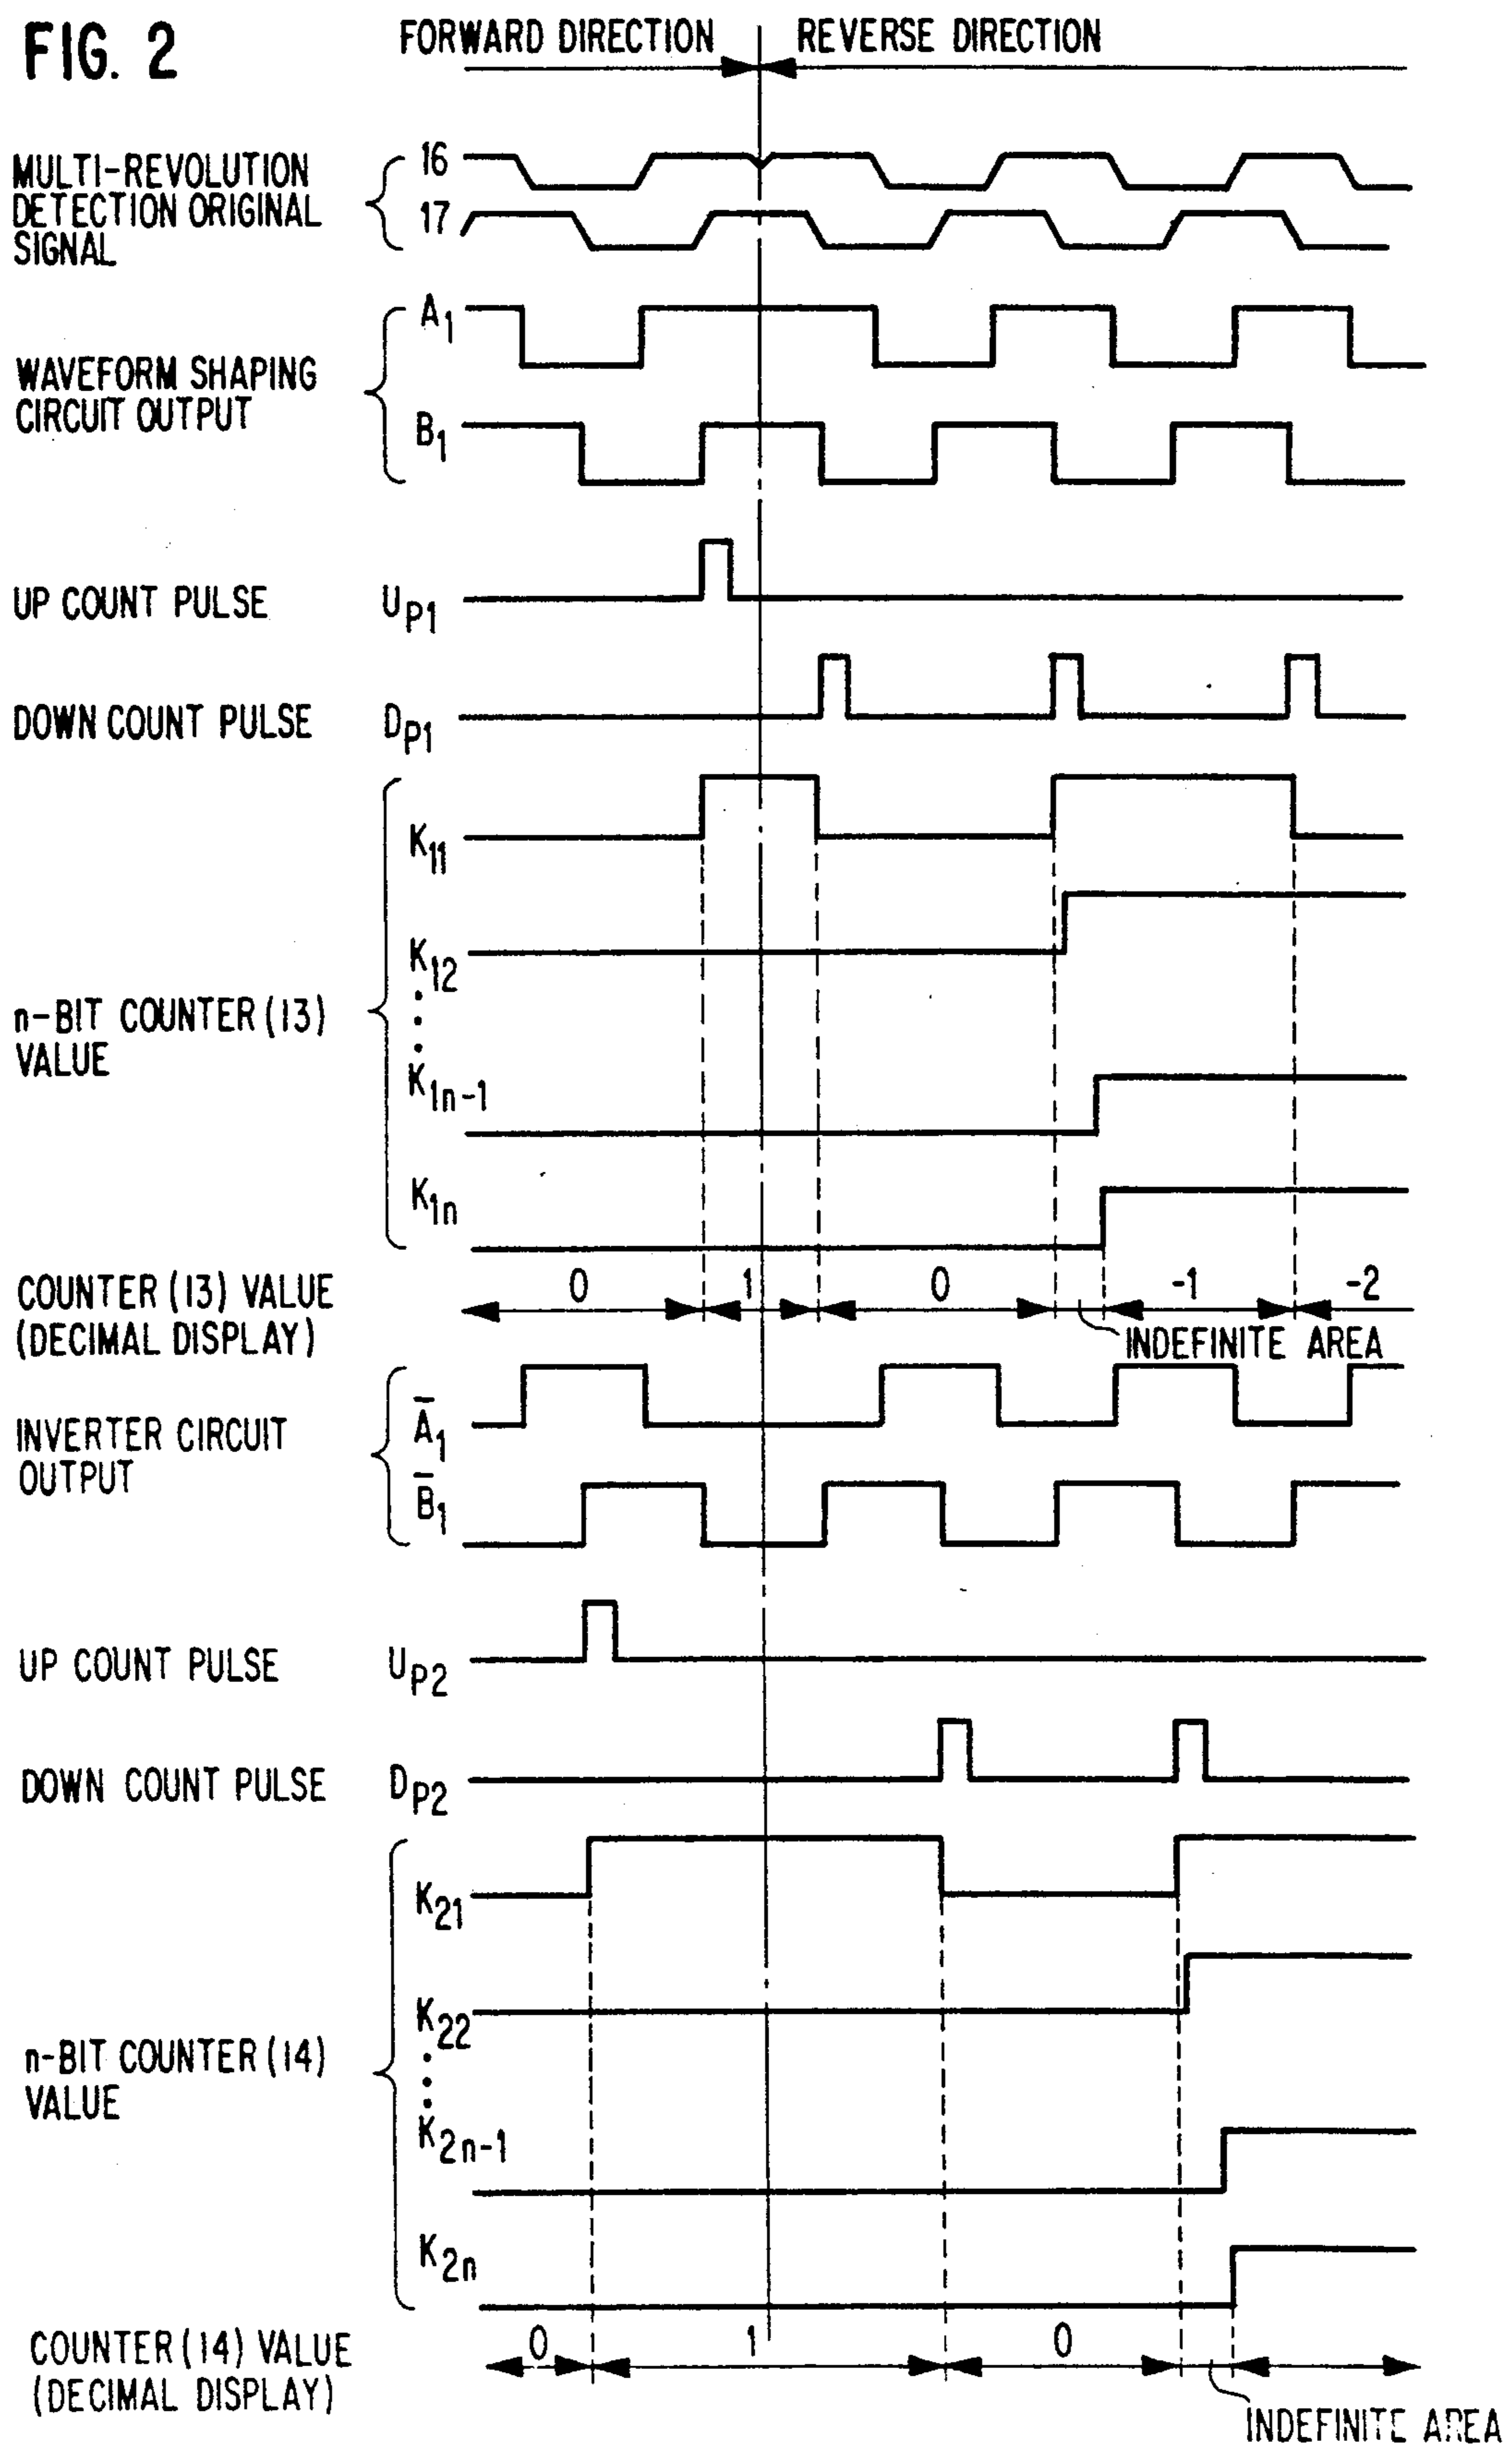 FIG. 2
FORWARD DIRECTION
REVERSE DIRECTION
MULTI-REVOLUTION
DETECTION ORIGINAL
SIGNAL
16
17
WAVEFORM SHAPING
CIRCUIT OUTPUT
A1
B1
UP COUNT PULSE
UP1
DOWN COUNT PULSE
DP1
n-BIT COUNTER (13)
VALUE
K11
K12
K1n-1
K1n
COUNTER (13) VALUE
(DECIMAL DISPLAY)
0 1 0 -1 -2
INDEFINITE AREA
INVERTER CIRCUIT
OUTPUT
A̅1
B̅1
UP COUNT PULSE
UP2
DOWN COUNT PULSE
DP2
n-BIT COUNTER (14)
VALUE
K21
K22
K2n-1
K2n
COUNTER (14) VALUE
(DECIMAL DISPLAY)
0 1 0
INDEFINITE AREA